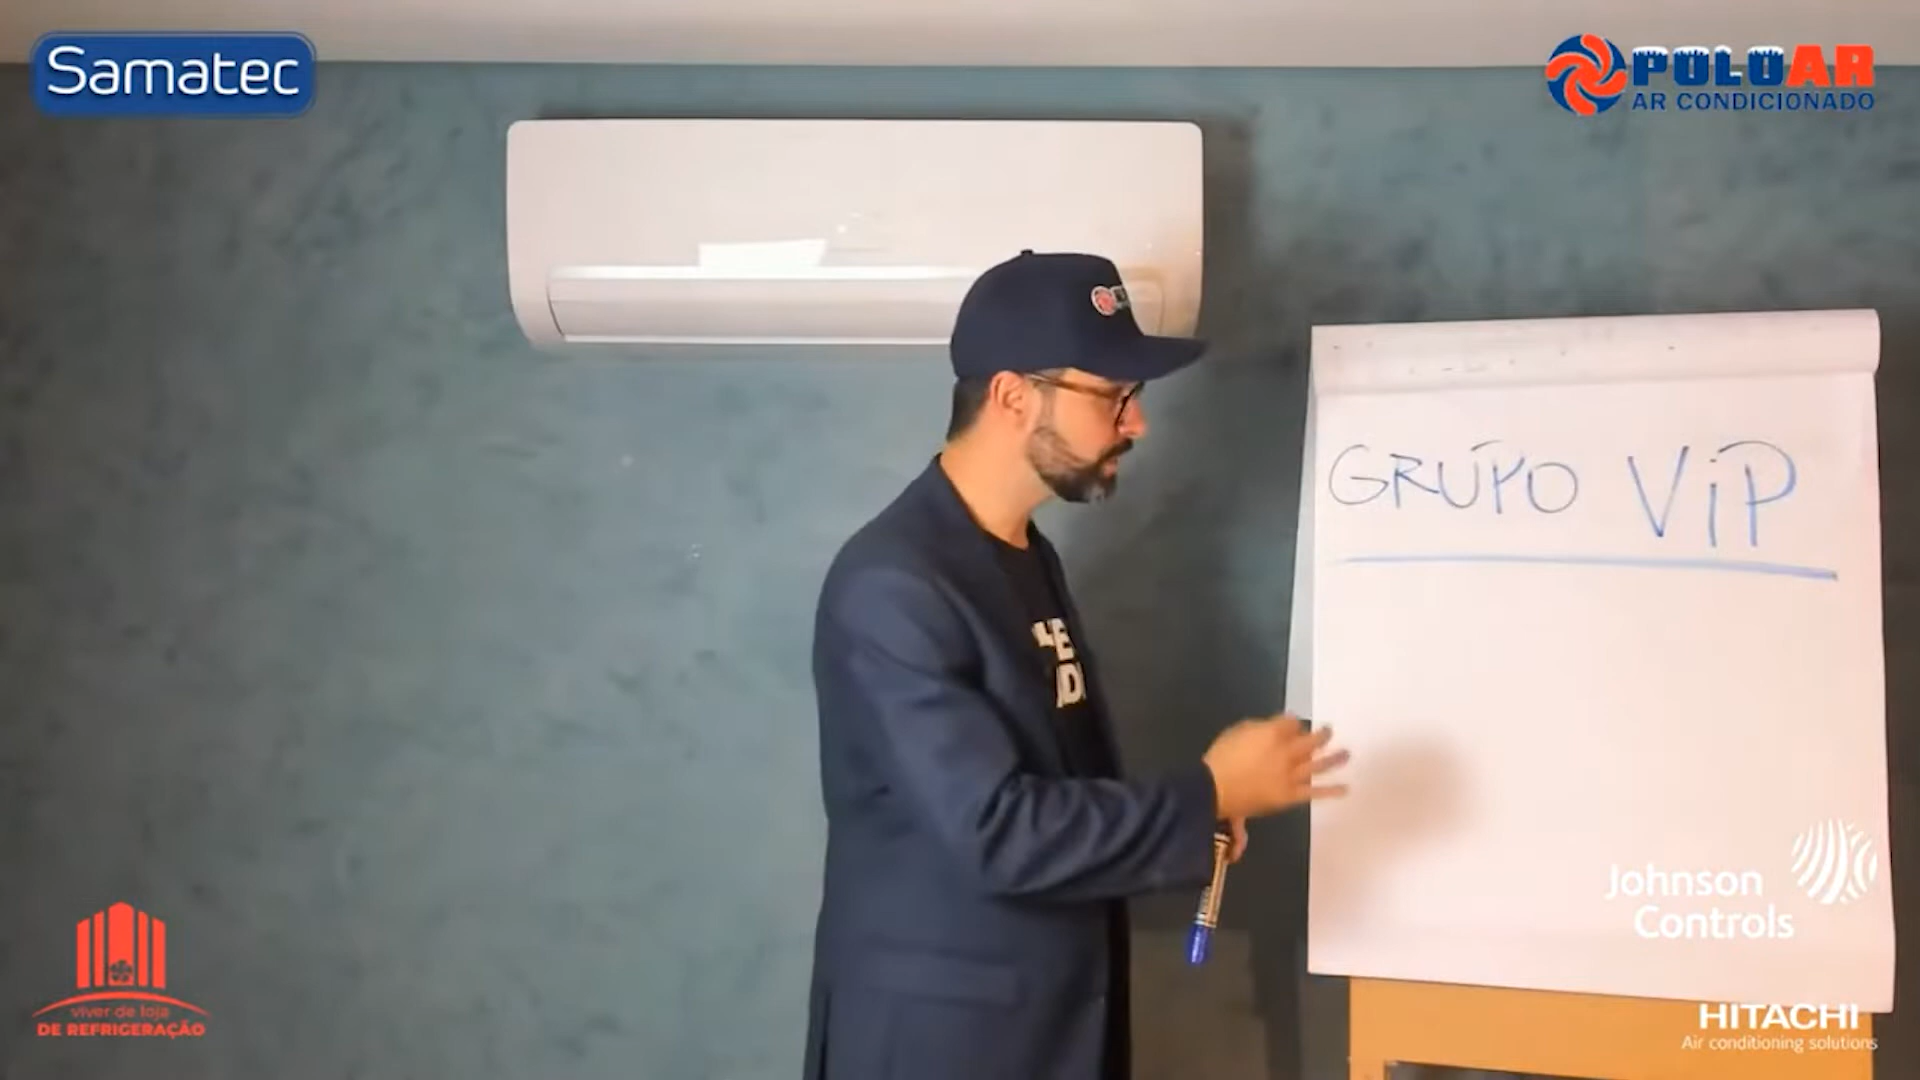 Samatec
POLOAR
AR CONDICIONADO
GRUPO ViP
Johnson
Controls
viver de loja
DE REFRIGERAÇÃO
HITACHI
Air conditioning solutions